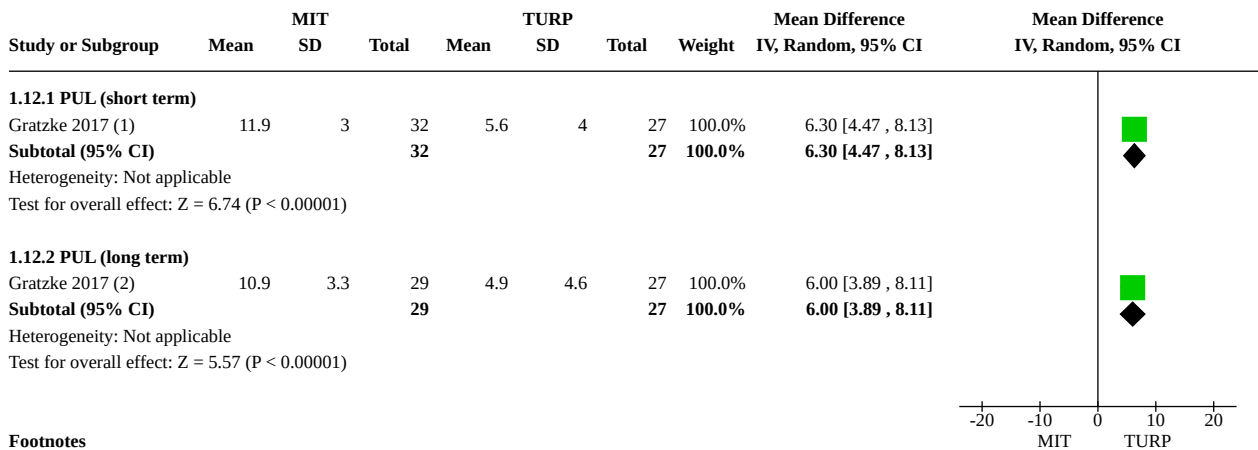 MIT TURP Mean Difference Mean Difference
Study or Subgroup Mean SD Total Mean SD Total Weight IV, Random, 95% CI IV, Random, 95% CI
1.12.1 PUL (short term)
Gratzke 2017 (1) 11.9 3 32 5.6 4 27 100.0% 6.30 [4.47 , 8.13]
Subtotal (95% CI) 32 27 100.0% 6.30 [4.47 , 8.13]
Heterogeneity: Not applicable
Test for overall effect: Z = 6.74 (P < 0.00001)
1.12.2 PUL (long term)
Gratzke 2017 (2) 10.9 3.3 29 4.9 4.6 27 100.0% 6.00 [3.89 , 8.11]
Subtotal (95% CI) 29 27 100.0% 6.00 [3.89 , 8.11]
Heterogeneity: Not applicable
Test for overall effect: Z = 5.57 (P < 0.00001)
-20 -10 0 10 20
Footnotes MIT TURP